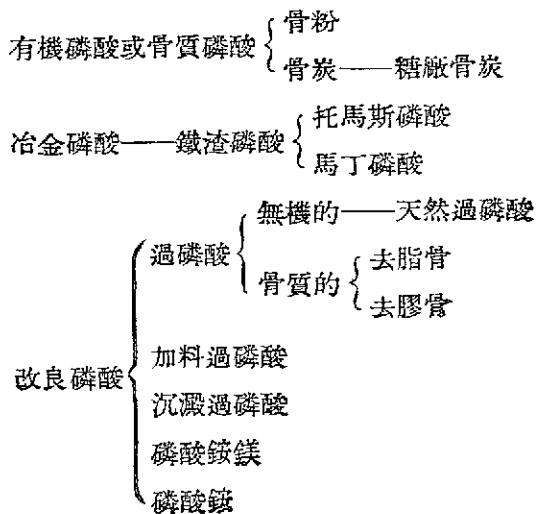 有機磷酸或骨質磷酸
骨粉
骨炭——糖廠骨炭
冶金磷酸——鐵渣磷酸
托馬斯磷酸
馬丁磷酸
改良磷酸
過磷酸
無機的——天然過磷酸
骨質的
去脂骨
去膠骨
加料過磷酸
沉澱過磷酸
磷酸銨鎂
磷酸銨